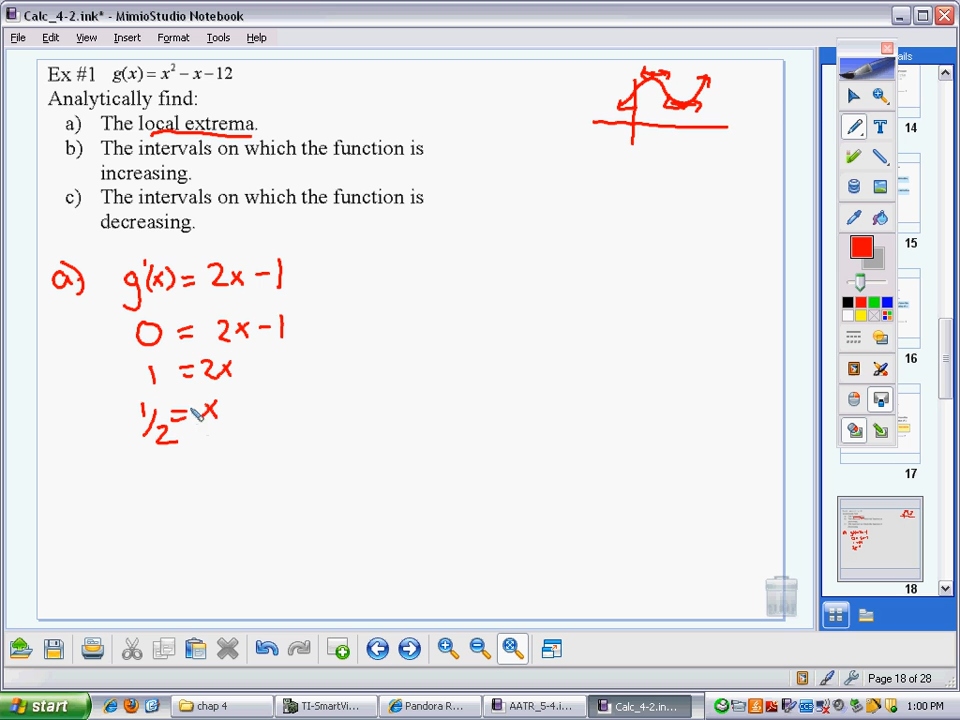 Calc_4-2.ink* - MimioStudio Notebook
File Edit View Insert Format Tools Help
Ex #1 g(x) = x² − x − 12
Analytically find:
a) The local extrema.
b) The intervals on which the function is
increasing.
c) The intervals on which the function is
decreasing.
a) g'(x) = 2x − 1
0 = 2x − 1
1 = 2x
1/2 = x
ails
14
15
16
17
18
Page 18 of 28
start
chap 4
TI-SmartVi...
Pandora R...
AATR_5-4.i...
Calc_4-2.in...
1:00 PM